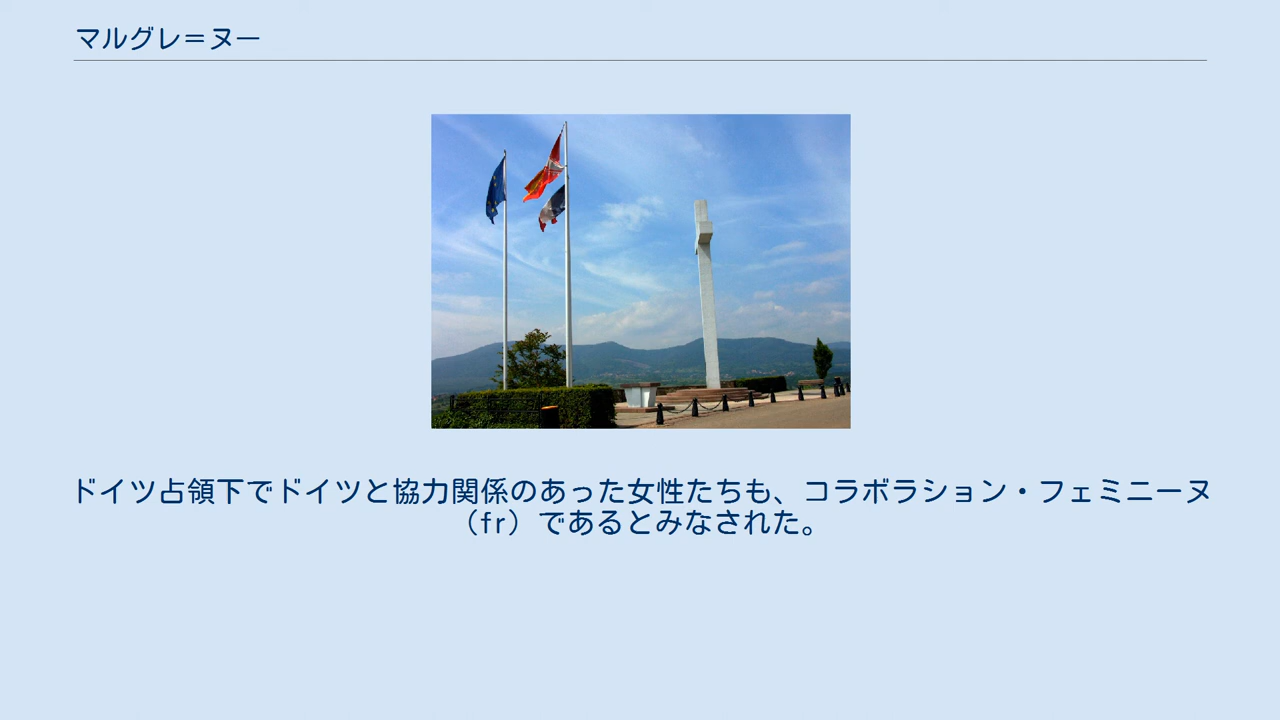 マルグレ＝ヌー
ドイツ占領下でドイツと協力関係のあった女性たちも、コラボラション・フェミニーヌ
（fr）であるとみなされた。